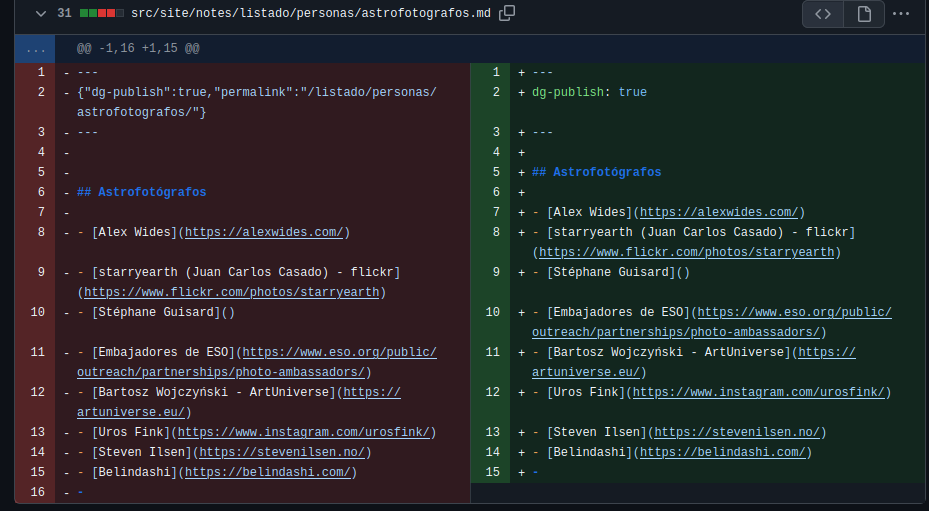 31 src/site/notes/listado/personas/astrofotografos.md
... @@ -1,16 +1,15 @@
1 - ---
2 - {"dg-publish":true,"permalink":"/listado/personas/
astrofotografos/"}
3 - ---
4 -
5 -
6 - ## Astrofotógrafos
7 -
8 - - [Alex Wides](https://alexwides.com/)
9 - - [starryearth (Juan Carlos Casado) - flickr]
(https://www.flickr.com/photos/starryearth)
10 - - [Stéphane Guisard]()
11 - - [Embajadores de ESO](https://www.eso.org/public/
outreach/partnerships/photo-ambassadors/)
12 - - [Bartosz Wojczyński - ArtUniverse](https://
artuniverse.eu/)
13 - - [Uros Fink](https://www.instagram.com/urosfink/)
14 - - [Steven Ilsen](https://stevenilsen.no/)
15 - - [Belindashi](https://belindashi.com/)
16 - -
1 + ---
2 + dg-publish: true
3 + ---
4 +
5 + ## Astrofotógrafos
6 +
7 + - [Alex Wides](https://alexwides.com/)
8 + - [starryearth (Juan Carlos Casado) - flickr]
(https://www.flickr.com/photos/starryearth)
9 + - [Stéphane Guisard]()
10 + - [Embajadores de ESO](https://www.eso.org/public/
outreach/partnerships/photo-ambassadors/)
11 + - [Bartosz Wojczyński - ArtUniverse](https://
artuniverse.eu/)
12 + - [Uros Fink](https://www.instagram.com/urosfink/)
13 + - [Steven Ilsen](https://stevenilsen.no/)
14 + - [Belindashi](https://belindashi.com/)
15 + -